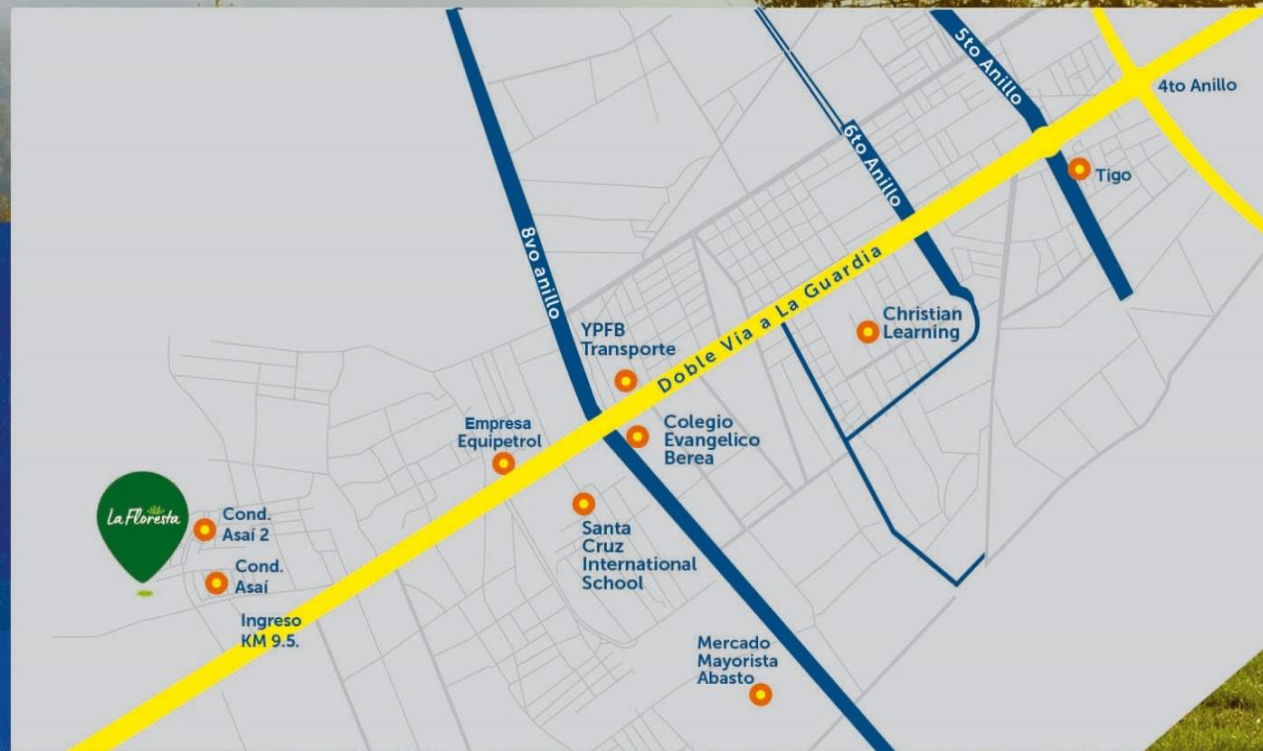 5to Anillo
4to Anillo
6to Anillo
Tigo
8vo anillo
Doble Via a La Guardia
Christian
Learning
YPFB
Transporte
Empresa
Equipetrol
Colegio
Evangelico
Berea
La Floresta
Cond.
Asaí 2
Santa
Cruz
International
School
Cond.
Asaí
Ingreso
KM 9.5.
Mercado
Mayorista
Abasto